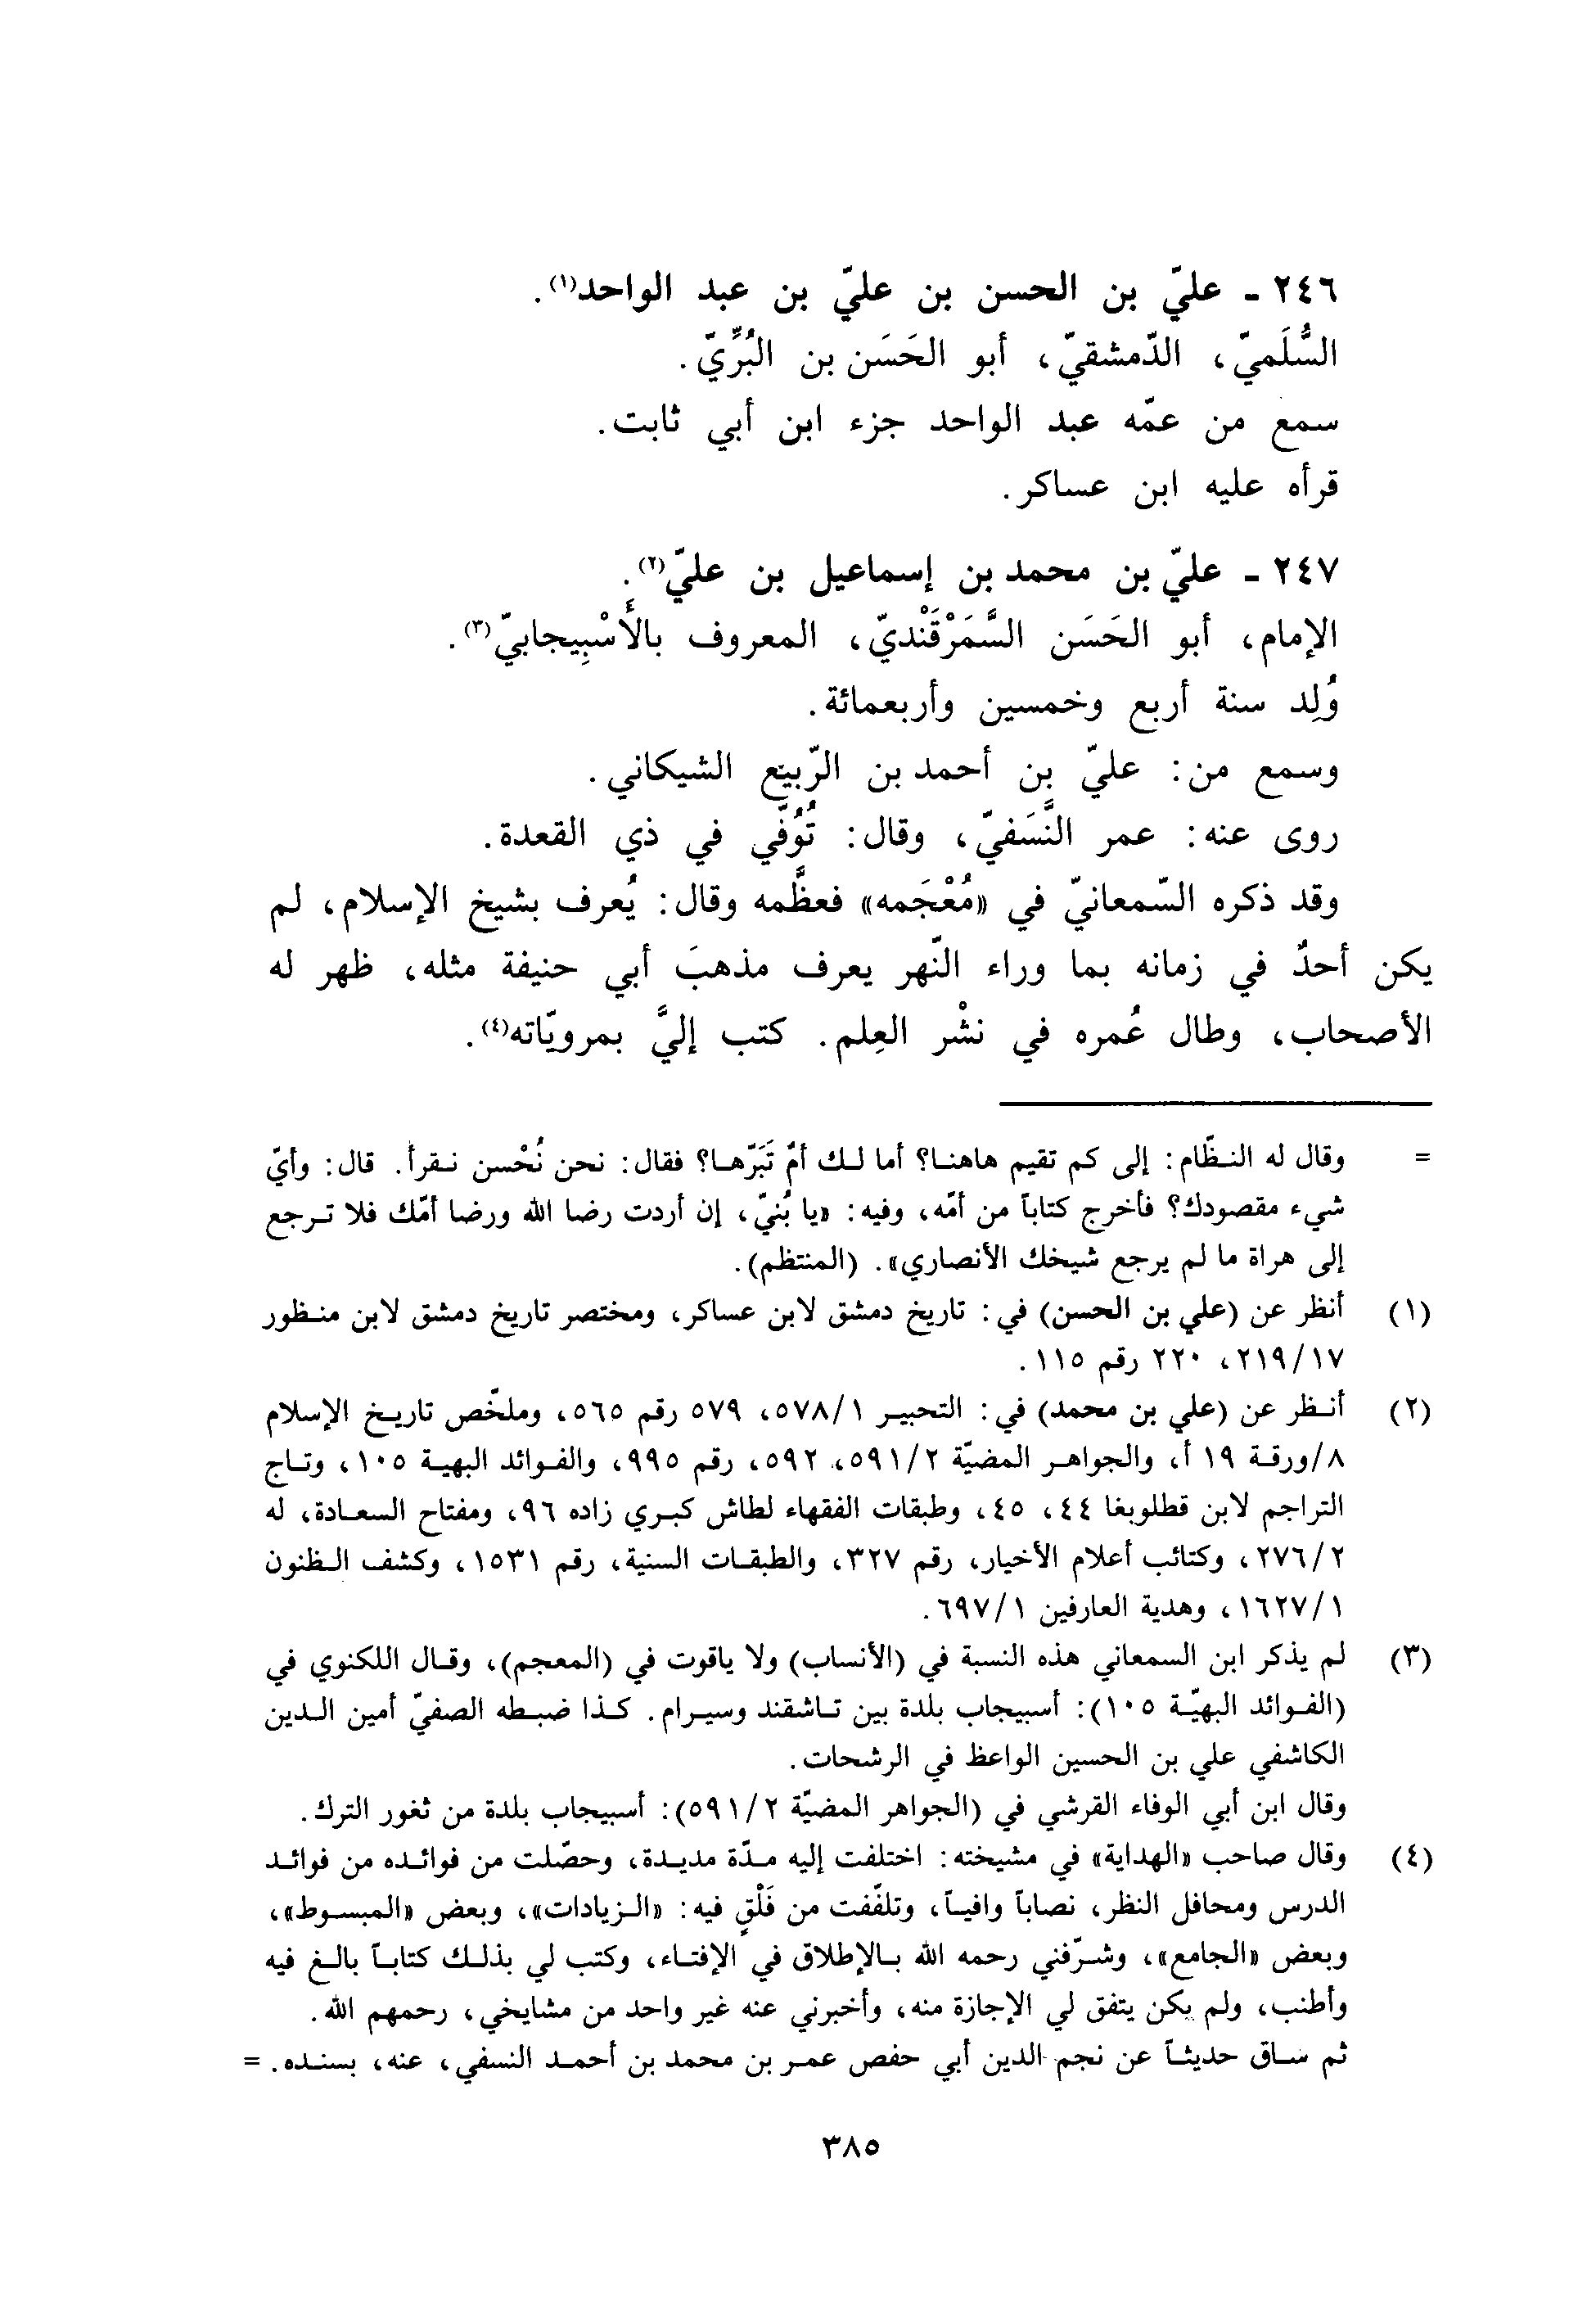 ٢٤٦ - عليّ بن الحسن بن عليّ بن عبد الواحد(١).
السُّلَميّ، الدّمشقيّ، أبو الحَسَن بن البُرِّيّ.
سمع من عمّه عبد الواحد جزء ابن أبي ثابت.
قرأه عليه ابن عساكر.
٢٤٧ - عليّ بن محمد بن إسماعيل بن عليّ(٢).
الإمام، أبو الحَسَن السَّمَرْقَنْديّ، المعروف بالأَسْبِيجابيّ(٣).
وُلِد سنة أربع وخمسين وأربعمائة.
وسمع من: عليّ بن أحمد بن الرّبيع الشيكاني.
روى عنه: عمر النَّسَفيّ، وقال: تُوُفّي في ذي القعدة.
وقد ذكره السّمعانيّ في «مُعْجَمه» فعظَّمه وقال: يُعرف بشيخ الإسلام، لم
يكن أحدٌ في زمانه بما وراء النّهر يعرف مذهبَ أبي حنيفة مثله، ظهر له
الأصحاب، وطال عُمره في نشْر العِلم. كتب إليَّ بمرويّاته(٤).
= وقال له النظّام: إلى كم تقيم هاهنا؟ أما لك أمّ تَبَرّها؟ فقال: نحن نُحْسن نقرأ. قال: وأيّ
شيء مقصودك؟ فأخرج كتاباً من أمّه، وفيه: «يا بُنيّ، إن أردت رضا الله ورضا أمّك فلا ترجع
إلى هراة ما لم يرجع شيخك الأنصاري». (المنتظم).
(١) أنظر عن (علي بن الحسن) في: تاريخ دمشق لابن عساكر، ومختصر تاريخ دمشق لابن منظور
٢١٩/١٧، ٢٢٠ رقم ١١٥.
(٢) أنظر عن (علي بن محمد) في: التحبير ٥٧٨/١، ٥٧٩ رقم ٥٦٥، وملخّص تاريخ الإسلام
٨/ورقة ١٩ أ، والجواهر المضيّة ٥٩١/٢، ٥٩٢، رقم ٩٩٥، والفوائد البهية ١٠٥، وتاج
التراجم لابن قطلوبغا ٤٤، ٤٥، وطبقات الفقهاء لطاش كبري زاده ٩٦، ومفتاح السعادة، له
٢٧٦/٢، وكتائب أعلام الأخيار، رقم ٣٢٧، والطبقات السنية، رقم ١٥٣١، وكشف الظنون
١٦٢٧/١، وهدية العارفين ٦٩٧/١.
(٣) لم يذكر ابن السمعاني هذه النسبة في (الأنساب) ولا ياقوت في (المعجم)، وقال اللكنوي في
(الفوائد البهيّة ١٠٥): أسبيجاب بلدة بين تاشقند وسيرام. كذا ضبطه الصفيّ أمين الدين
الكاشفي علي بن الحسين الواعظ في الرشحات.
وقال ابن أبي الوفاء القرشي في (الجواهر المضيّة ٥٩١/٢): أسبيجاب بلدة من ثغور الترك.
(٤) وقال صاحب «الهداية» في مشيخته: اختلفت إليه مدّة مديدة، وحصّلت من فوائده من فوائد
الدرس ومحافل النظر، نصاباً وافياً، وتلفّفت من فَلْقِ فيه: «الزيادات»، وبعض «المبسوط»،
وبعض «الجامع»، وشرّفني رحمه الله بالإطلاق في الإفتاء، وكتب لي بذلك كتاباً بالغ فيه
وأطنب، ولم يكن يتفق لي الإجازة منه، وأخبرني عنه غير واحد من مشايخي، رحمهم الله.
ثم ساق حديثاً عن نجم الدين أبي حفص عمر بن محمد بن أحمد النسفي، عنه، بسنده. =
٣٨٥